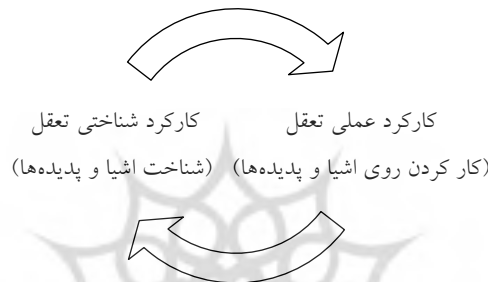 کارکرد عملی تعقل
(کار کردن روی اشیا و پدیده‌ها)
کارکرد شناختی تعقل
(شناخت اشیا و پدیده‌ها)